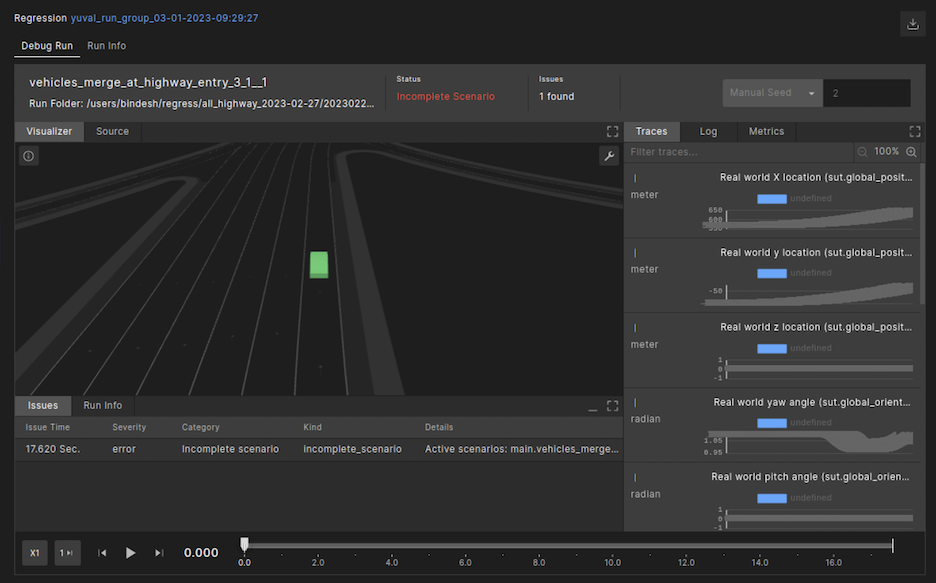 Regression yuval_run_group_03-01-2023-09:29:27
Debug Run Run Info
vehicles_merge_at_highway_entry_3_1__1
Run Folder: /users/bindesh/regress/all_highway_2023-02-27/2023022...
Status
Incomplete Scenario
Issues
1 found
Manual Seed 2
Visualizer Source
Traces Log Metrics
Filter traces... 100%
meter
Real world X location (sut.global_posit...
undefined
650
600
550
meter
Real world y location (sut.global_posit...
undefined
-50
meter
Real world z location (sut.global_posit...
undefined
1
0
-1
radian
Real world yaw angle (sut.global_orient...
undefined
1.05
0.95
radian
Real world pitch angle (sut.global_orien...
undefined
1
0
-1
Issues Run Info
Issue Time Severity Category Kind Details
17.620 Sec. error Incomplete scenario incomplete_scenario Active scenarios: main.vehicles_merge...
X1 1 0.000
0.0 2.0 4.0 6.0 8.0 10.0 12.0 14.0 16.0